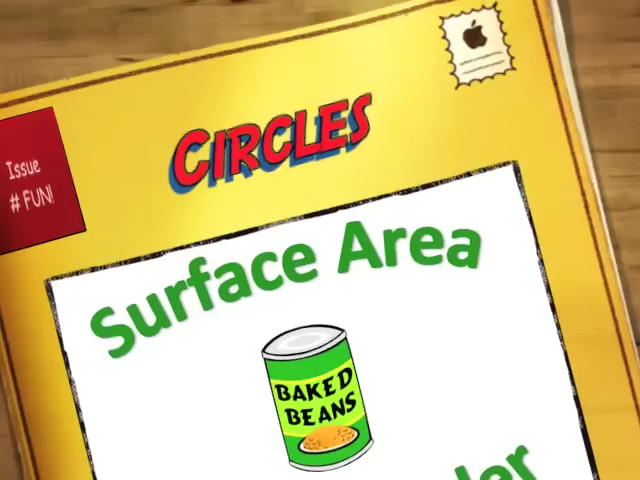 Issue
# FUN!
CIRCLES
Surface Area
BAKED
BEANS